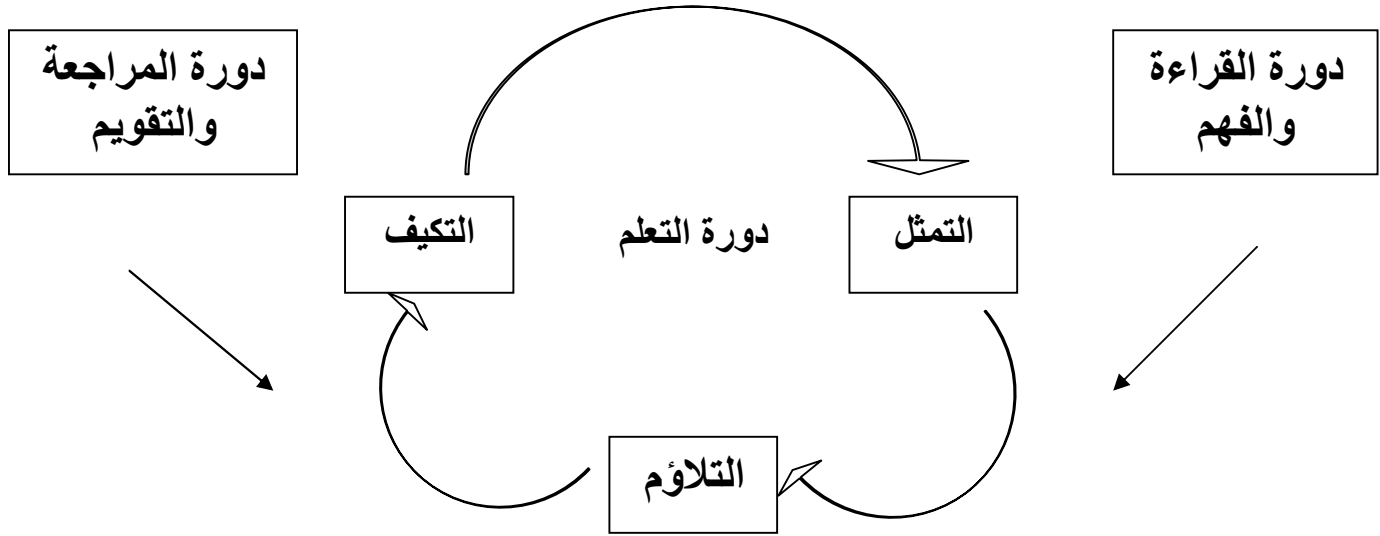 دورة القراءة
والفهم
دورة المراجعة
والتقويم
التمثل
دورة التعلم
التكيف
التلاؤم